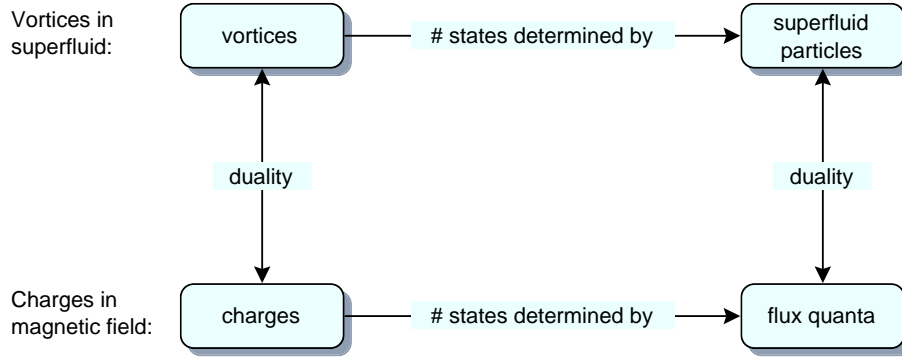 Vortices in
superfluid:
vortices
# states determined by
superfluid
particles
duality
duality
Charges in
magnetic field:
charges
# states determined by
flux quanta